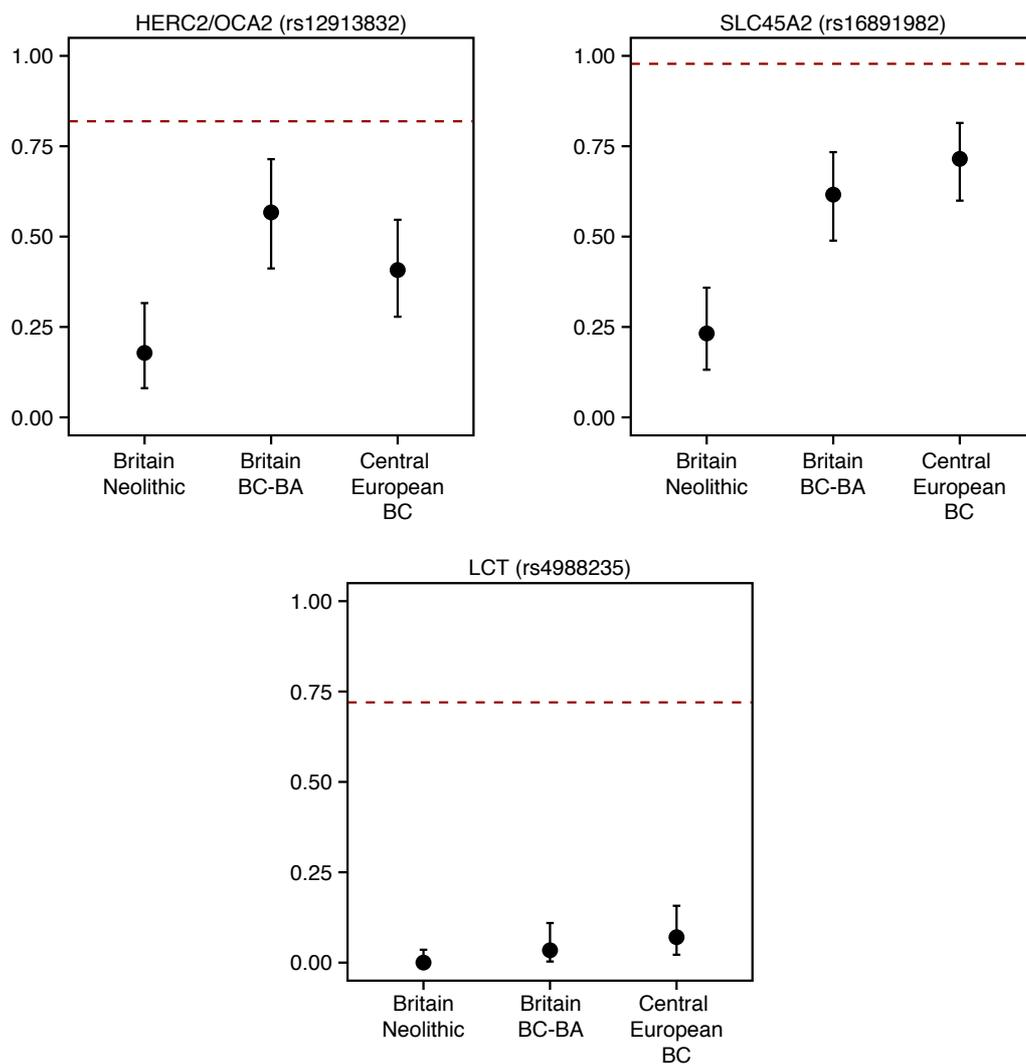 HERC2/OCA2 (rs12913832)
1.00
0.75
0.50
0.25
0.00
Britain
Neolithic
Britain
BC-BA
Central
European
BC
SLC45A2 (rs16891982)
1.00
0.75
0.50
0.25
0.00
Britain
Neolithic
Britain
BC-BA
Central
European
BC
LCT (rs4988235)
1.00
0.75
0.50
0.25
0.00
Britain
Neolithic
Britain
BC-BA
Central
European
BC